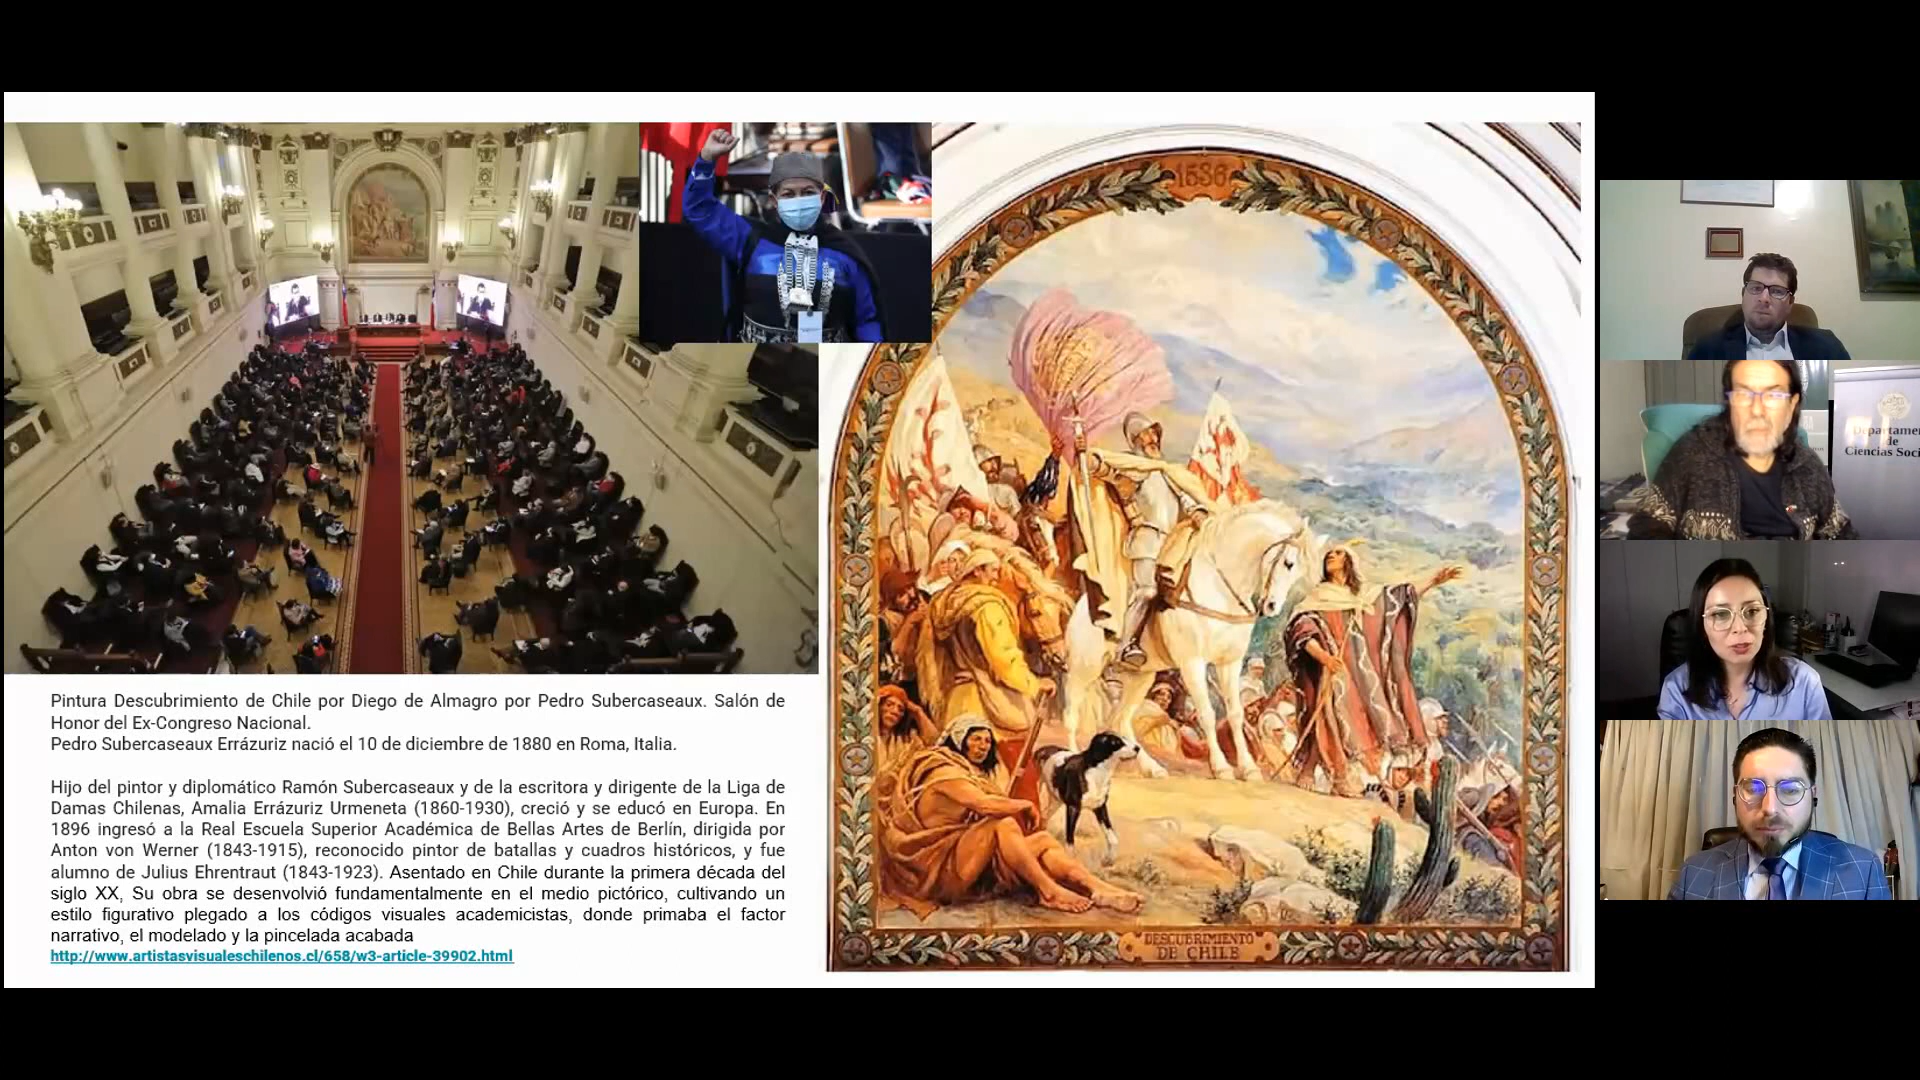 1536
DESCUBRIMIENTO
DE CHILE
Pintura Descubrimiento de Chile por Diego de Almagro por Pedro Subercaseaux. Salón de
Honor del Ex-Congreso Nacional.
Pedro Subercaseaux Errázuriz nació el 10 de diciembre de 1880 en Roma, Italia.
Hijo del pintor y diplomático Ramón Subercaseaux y de la escritora y dirigente de la Liga de
Damas Chilenas, Amalia Errázuriz Urmeneta (1860-1930), creció y se educó en Europa. En
1896 ingresó a la Real Escuela Superior Académica de Bellas Artes de Berlín, dirigida por
Anton von Werner (1843-1915), reconocido pintor de batallas y cuadros históricos, y fue
alumno de Julius Ehrentraut (1843-1923). Asentado en Chile durante la primera década del
siglo XX, Su obra se desenvolvió fundamentalmente en el medio pictórico, cultivando un
estilo figurativo plegado a los códigos visuales academicistas, donde primaba el factor
narrativo, el modelado y la pincelada acabada
http://www.artistasvisualeschilenos.cl/658/w3-article-39902.html
Departamen
de
Ciencias Soci